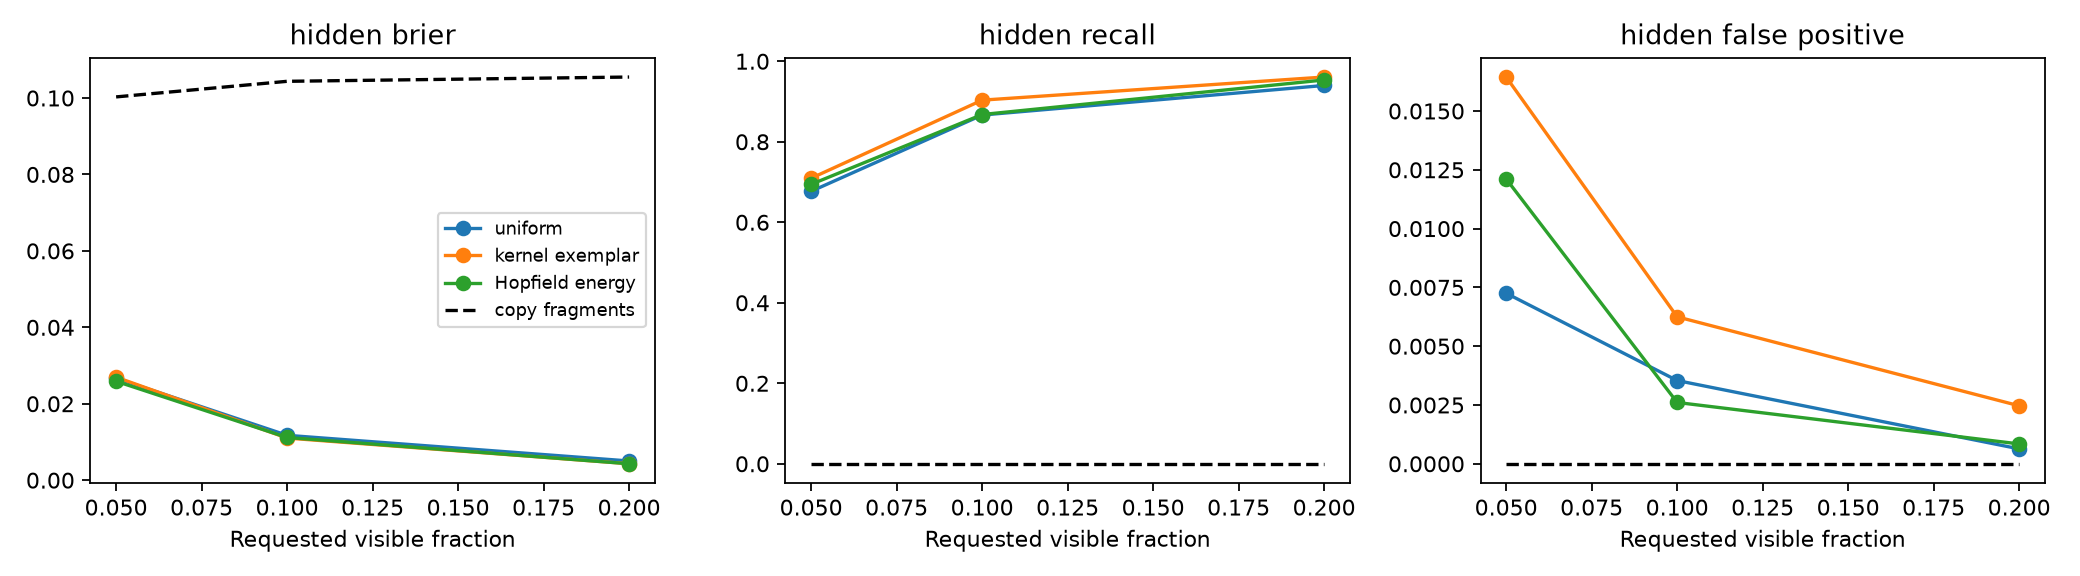 hidden brier
0.10
0.08
0.06
0.04
0.02
0.00
uniform
kernel exemplar
Hopfield energy
copy fragments
0.050 0.075 0.100 0.125 0.150 0.175 0.200
Requested visible fraction
hidden recall
1.0
0.8
0.6
0.4
0.2
0.0
0.050 0.075 0.100 0.125 0.150 0.175 0.200
Requested visible fraction
hidden false positive
0.0150
0.0125
0.0100
0.0075
0.0050
0.0025
0.0000
0.050 0.075 0.100 0.125 0.150 0.175 0.200
Requested visible fraction